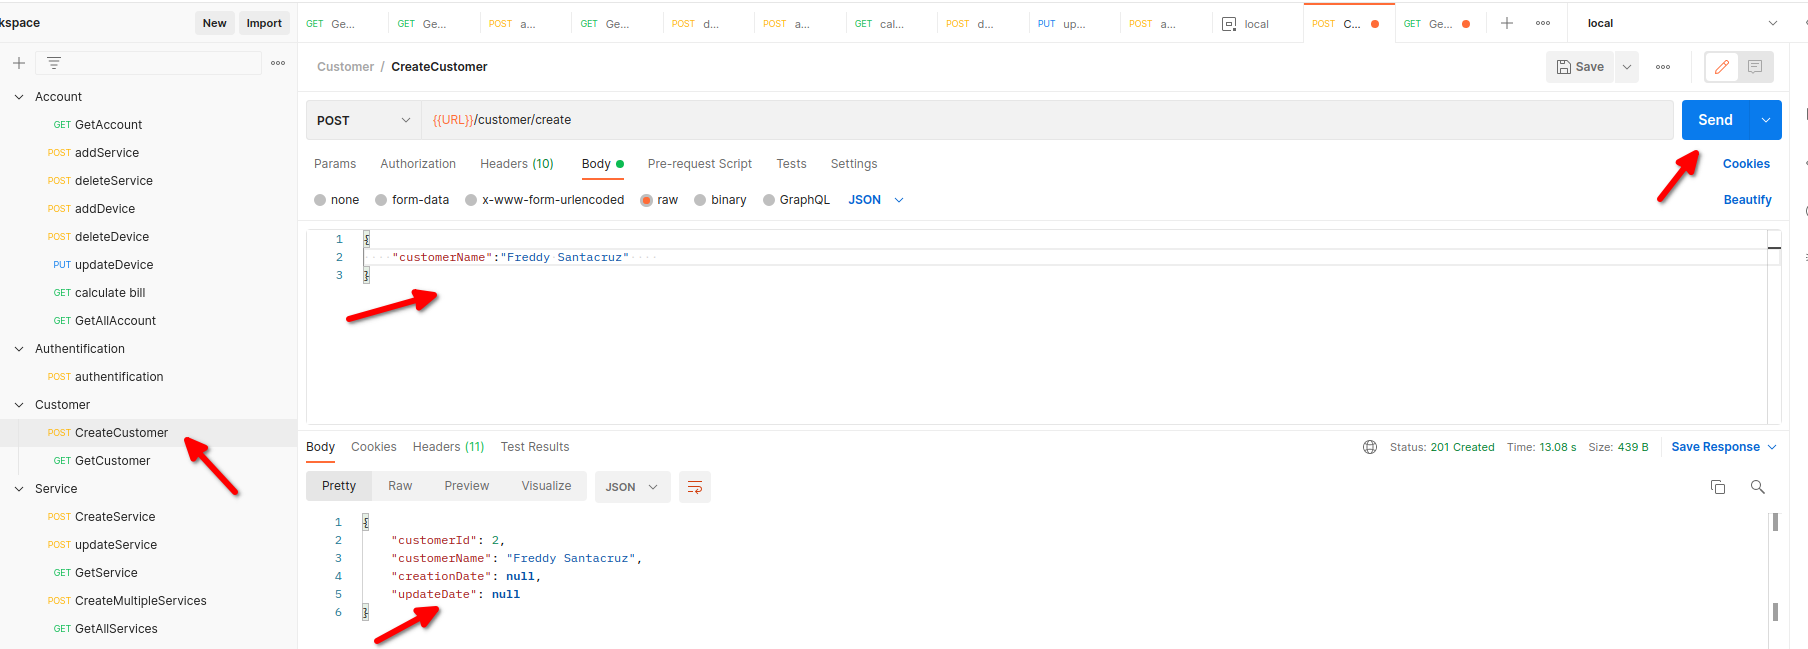 kspace New Import
GET Ge... GET Ge... POST a... GET Ge... POST d... POST a... GET cal... POST d... PUT up... POST a... local POST C... GET Ge... local
Customer / CreateCustomer Save
POST {{URL}}/customer/create Send
Params Authorization Headers (10) Body Pre-request Script Tests Settings Cookies
none form-data x-www-form-urlencoded raw binary GraphQL JSON Beautify
1 {
2 "customerName":"Freddy Santacruz"
3 }
Account
GET GetAccount
POST addService
POST deleteService
POST addDevice
POST deleteDevice
PUT updateDevice
GET calculate bill
GET GetAllAccount
Authentification
POST authentification
Customer
POST CreateCustomer
GET GetCustomer
Service
POST CreateService
POST updateService
GET GetService
POST CreateMultipleServices
GET GetAllServices
Body Cookies Headers (11) Test Results Status: 201 Created Time: 13.08 s Size: 439 B Save Response
Pretty Raw Preview Visualize JSON
1 {
2 "customerId": 2,
3 "customerName": "Freddy Santacruz",
4 "creationDate": null,
5 "updateDate": null
6 }